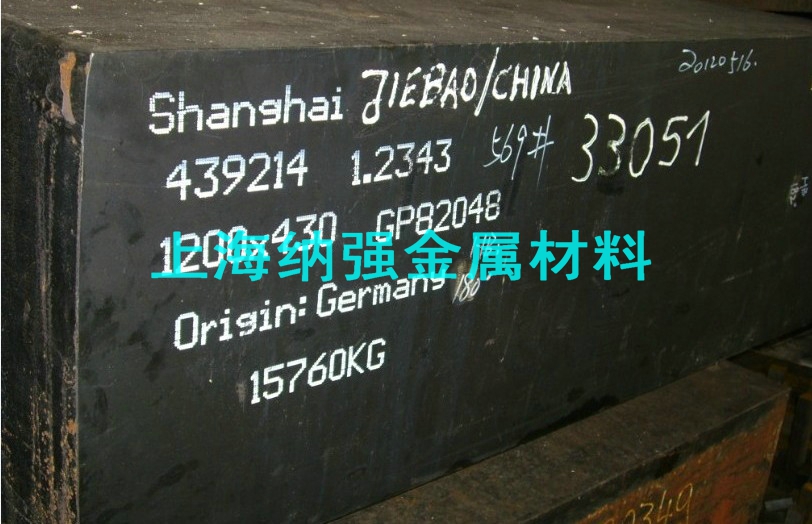 Shanghai JIEBAO/CHINA 20120516.
439214 1.2343 569# 33051
1200x430 GP82048
上海纳强金属材料
Origin: Germany 180
15760KG